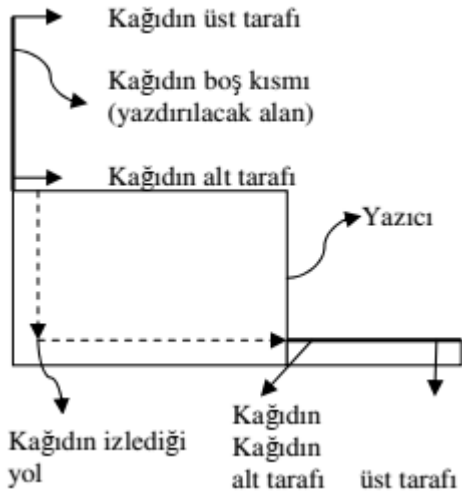 Kağıdın üst tarafı
Kağıdın boş kısmı
(yazdırılacak alan)
Kağıdın alt tarafı
Yazıcı
Kağıdın izlediği
yol
Kağıdın
Kağıdın
alt tarafı üst tarafı